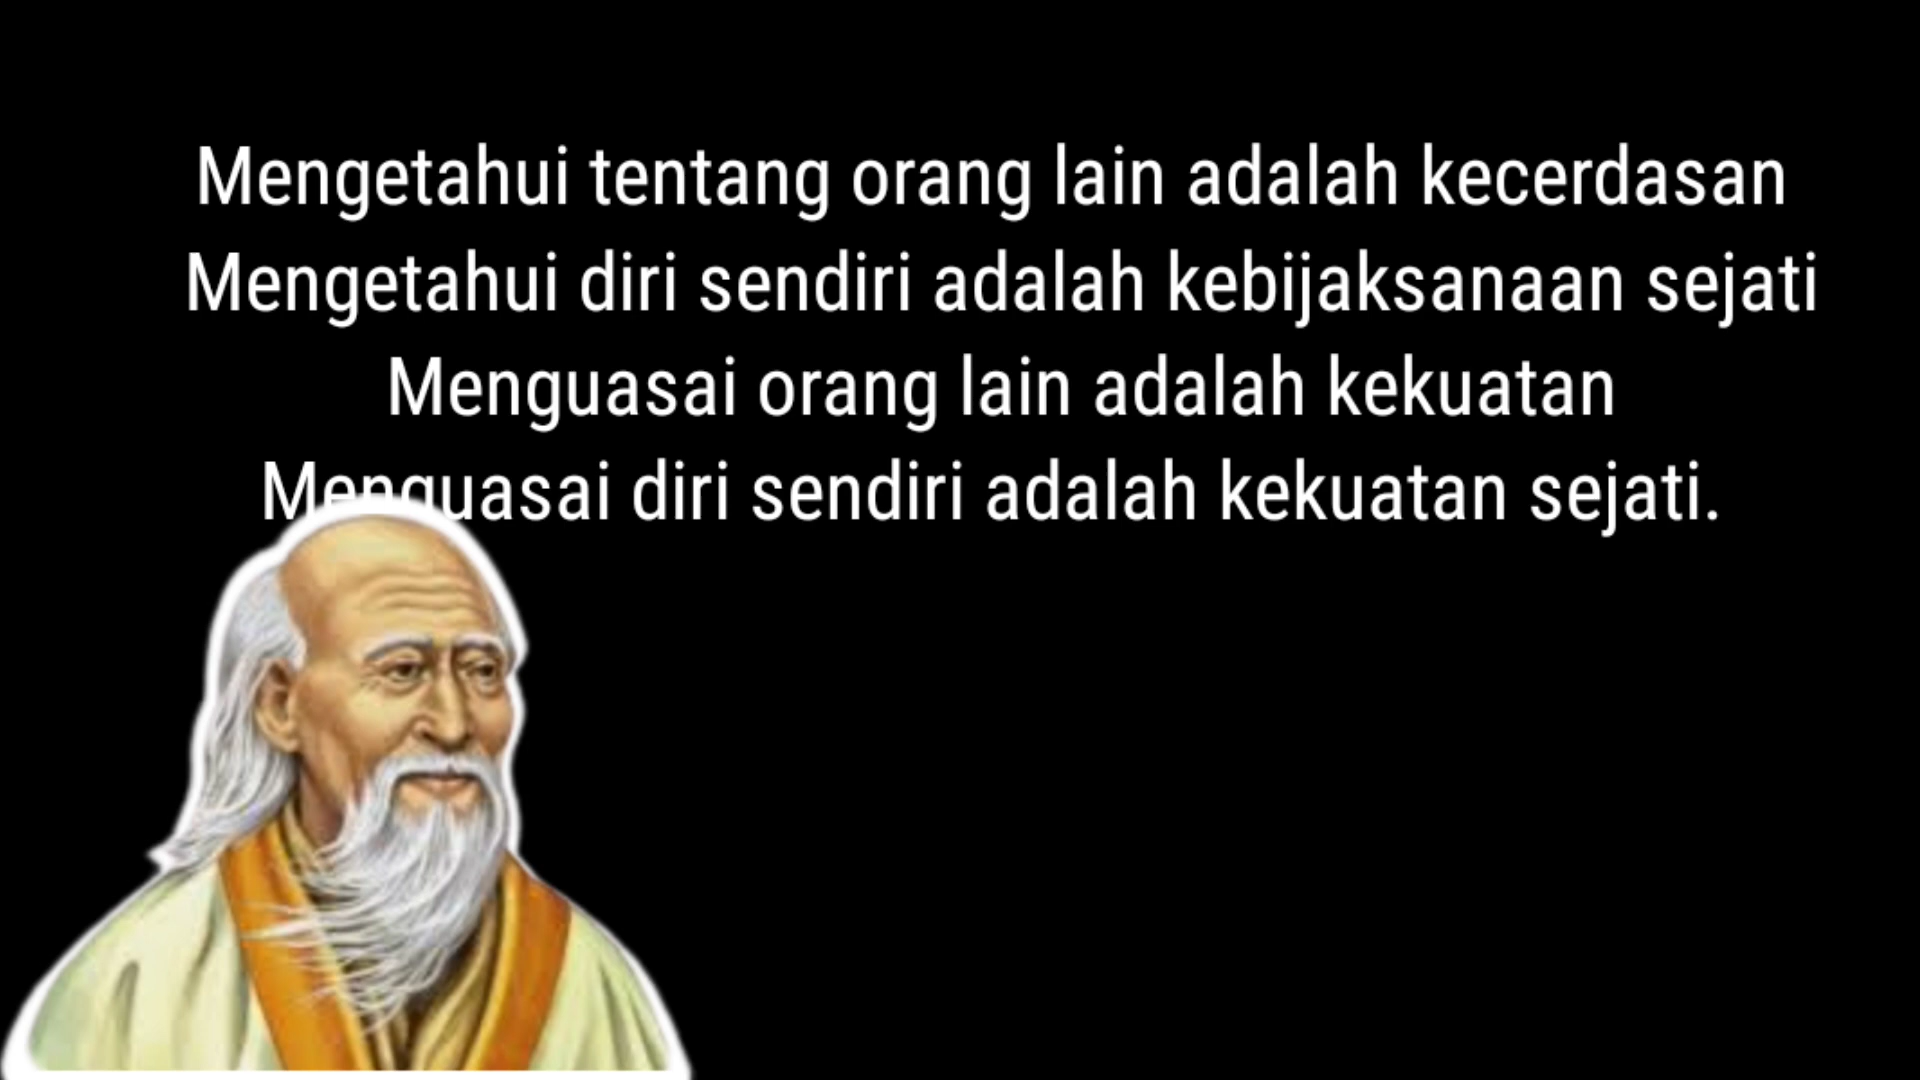 Mengetahui tentang orang lain adalah kecerdasan
Mengetahui diri sendiri adalah kebijaksanaan sejati
Menguasai orang lain adalah kekuatan
Menguasai diri sendiri adalah kekuatan sejati.